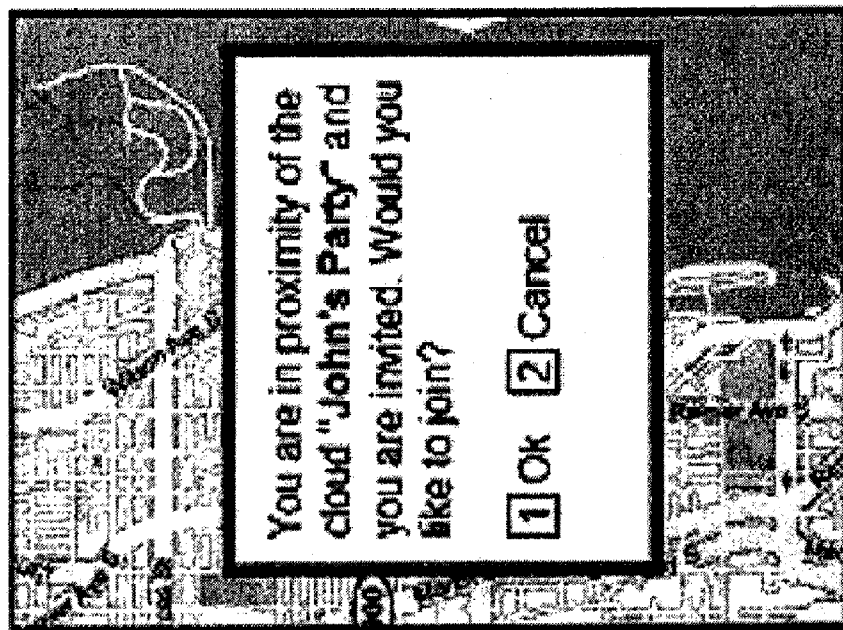 You are in proximity of the
cloud "John's Party" and
you are invited. Would you
like to join?
1 Ok 2 Cancel